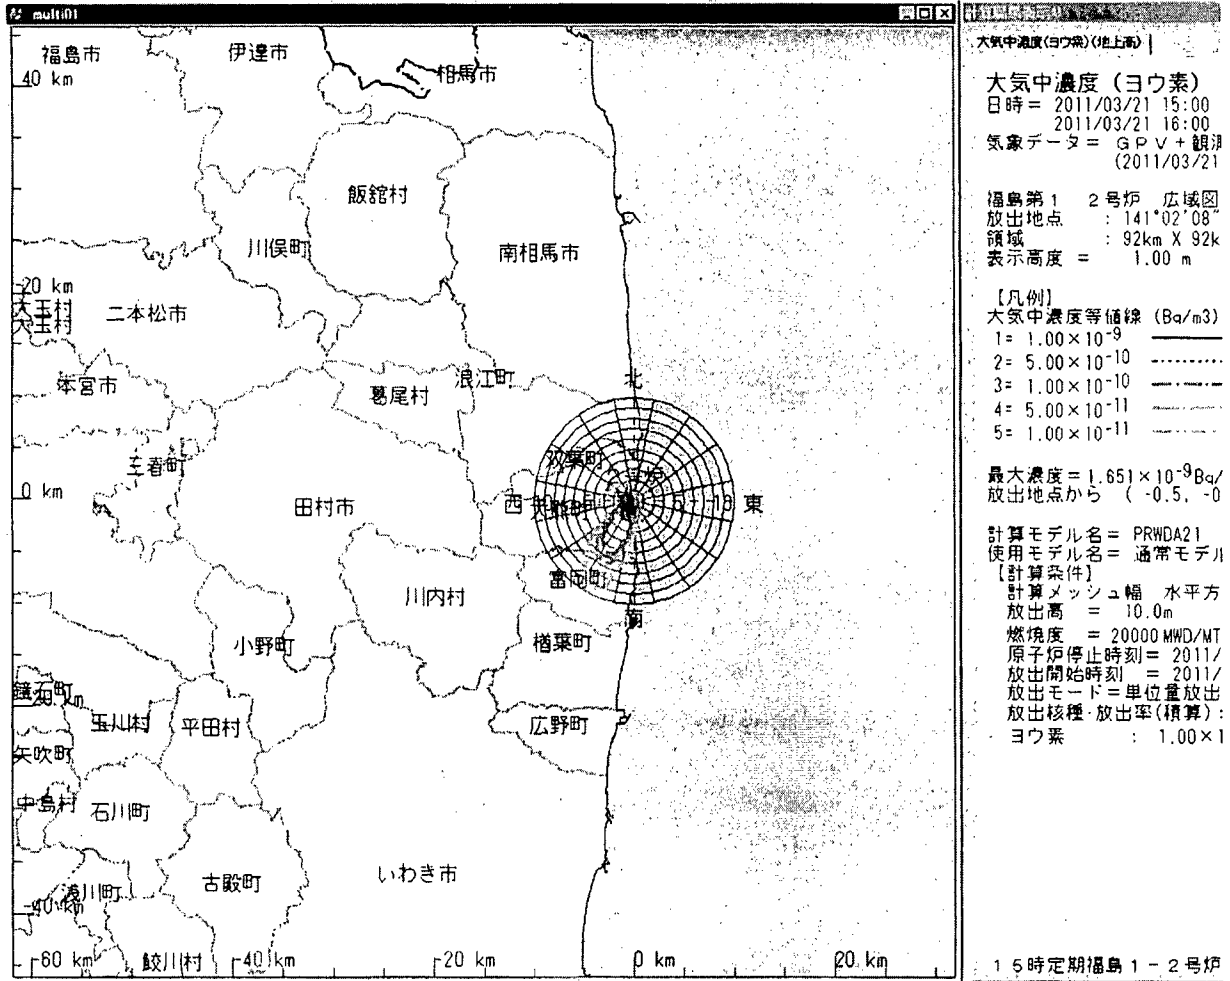 multi01
福島市
伊達市
相馬市
40 km
飯舘村
川俣町
南相馬市
20 km
大玉村
二本松市
本宮市
葛尾村
浪江町
北
三春町
双葉町
0 km
田村市
西
東
富岡町
川内村
南
小野町
楢葉町
鏡石町
玉川村
平田村
広野町
矢吹町
中島村
石川町
いわき市
浅川町
古殿町
-40 km
鮫川村
-60 km
-40 km
-20 km
0 km
20 km
大気中濃度(ヨウ素)(地上高)
大気中濃度 (ヨウ素)
日時= 2011/03/21 15:00
2011/03/21 16:00
気象データ= GPV+観測
(2011/03/21
福島第1 2号炉 広域図
放出地点 : 141°02'08"
領域 : 92km X 92k
表示高度 = 1.00 m
【凡例】
大気中濃度等値線 (Bq/m3)
1= 1.00×10-9
2= 5.00×10-10
3= 1.00×10-10
4= 5.00×10-11
5= 1.00×10-11
最大濃度=1.651×10-9Bq/
放出地点から ( -0.5, -0
計算モデル名= PRWDA21
使用モデル名= 通常モデル
【計算条件】
計算メッシュ幅 水平方
放出高 = 10.0m
燃焼度 = 20000MWD/MT
原子炉停止時刻= 2011/
放出開始時刻 = 2011/
放出モード=単位量放出
放出核種・放出率(積算):
ヨウ素 : 1.00×1
15時定期福島1-2号炉